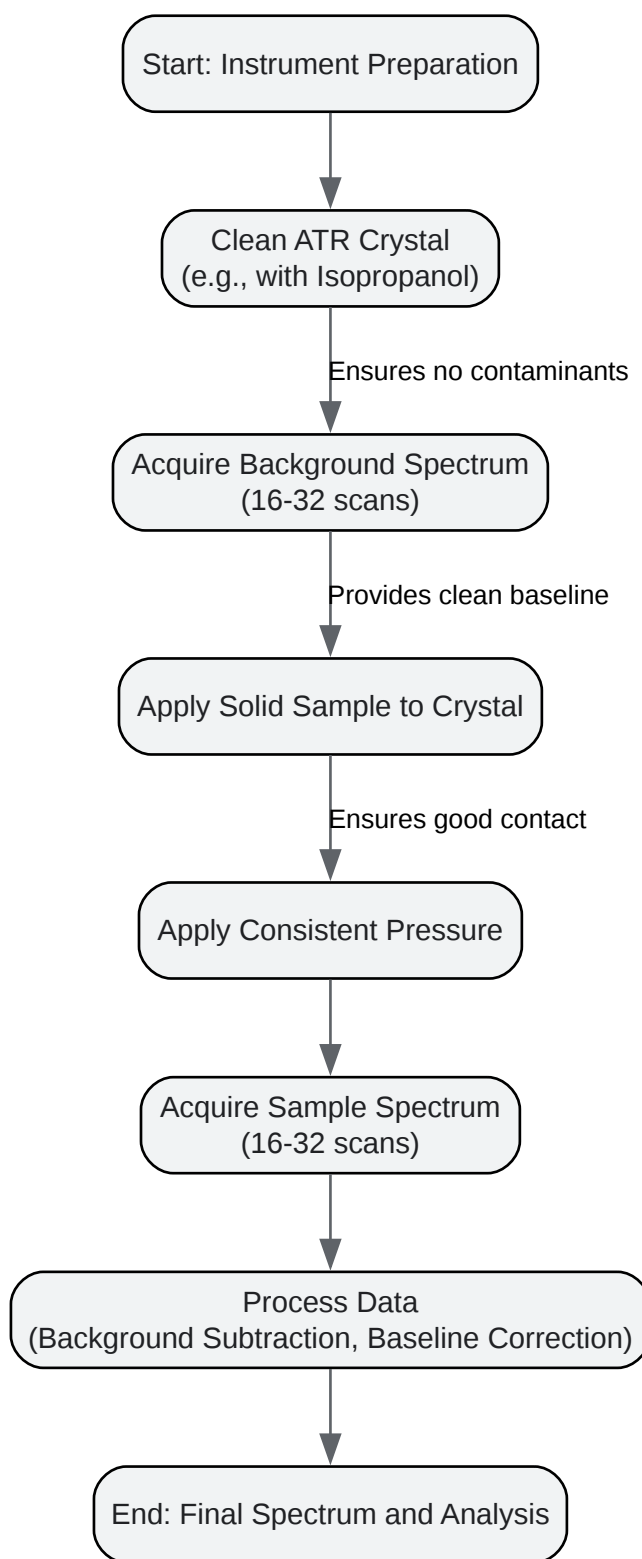 Start: Instrument Preparation
Clean ATR Crystal
(e.g., with Isopropanol)
Ensures no contaminants
Acquire Background Spectrum
(16-32 scans)
Provides clean baseline
Apply Solid Sample to Crystal
Ensures good contact
Apply Consistent Pressure
Acquire Sample Spectrum
(16-32 scans)
Process Data
(Background Subtraction, Baseline Correction)
End: Final Spectrum and Analysis